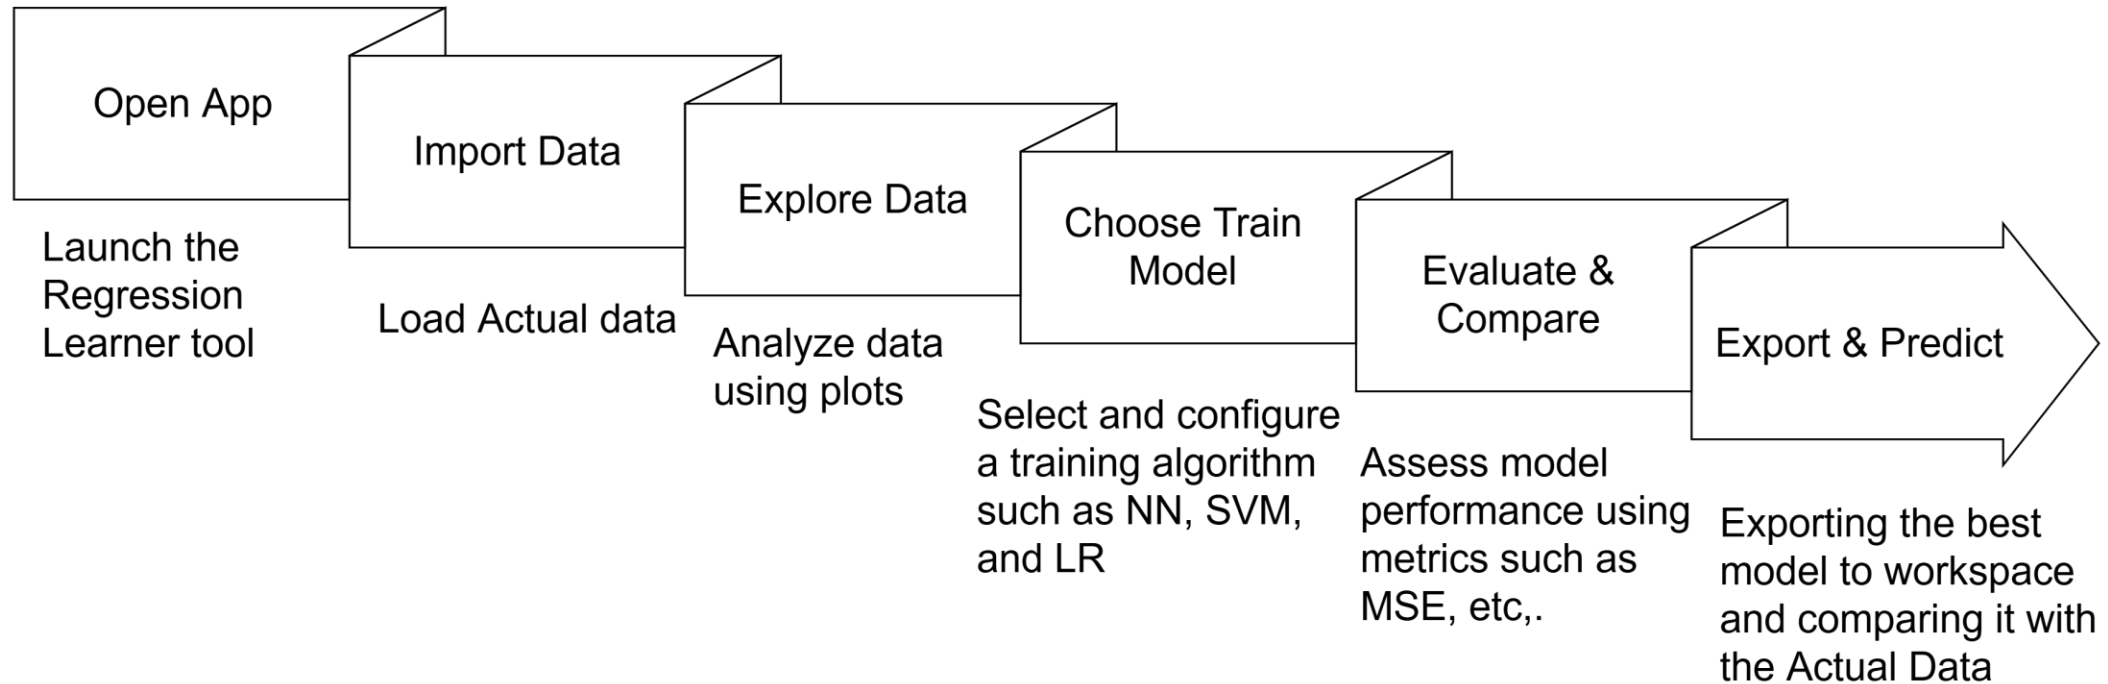 Open App
Launch the
Regression
Learner tool
Import Data
Load Actual data
Explore Data
Analyze data
using plots
Choose Train
Model
Select and configure
a training algorithm
such as NN, SVM,
and LR
Evaluate &
Compare
Assess model
performance using
metrics such as
MSE, etc,.
Export & Predict
Exporting the best
model to workspace
and comparing it with
the Actual Data